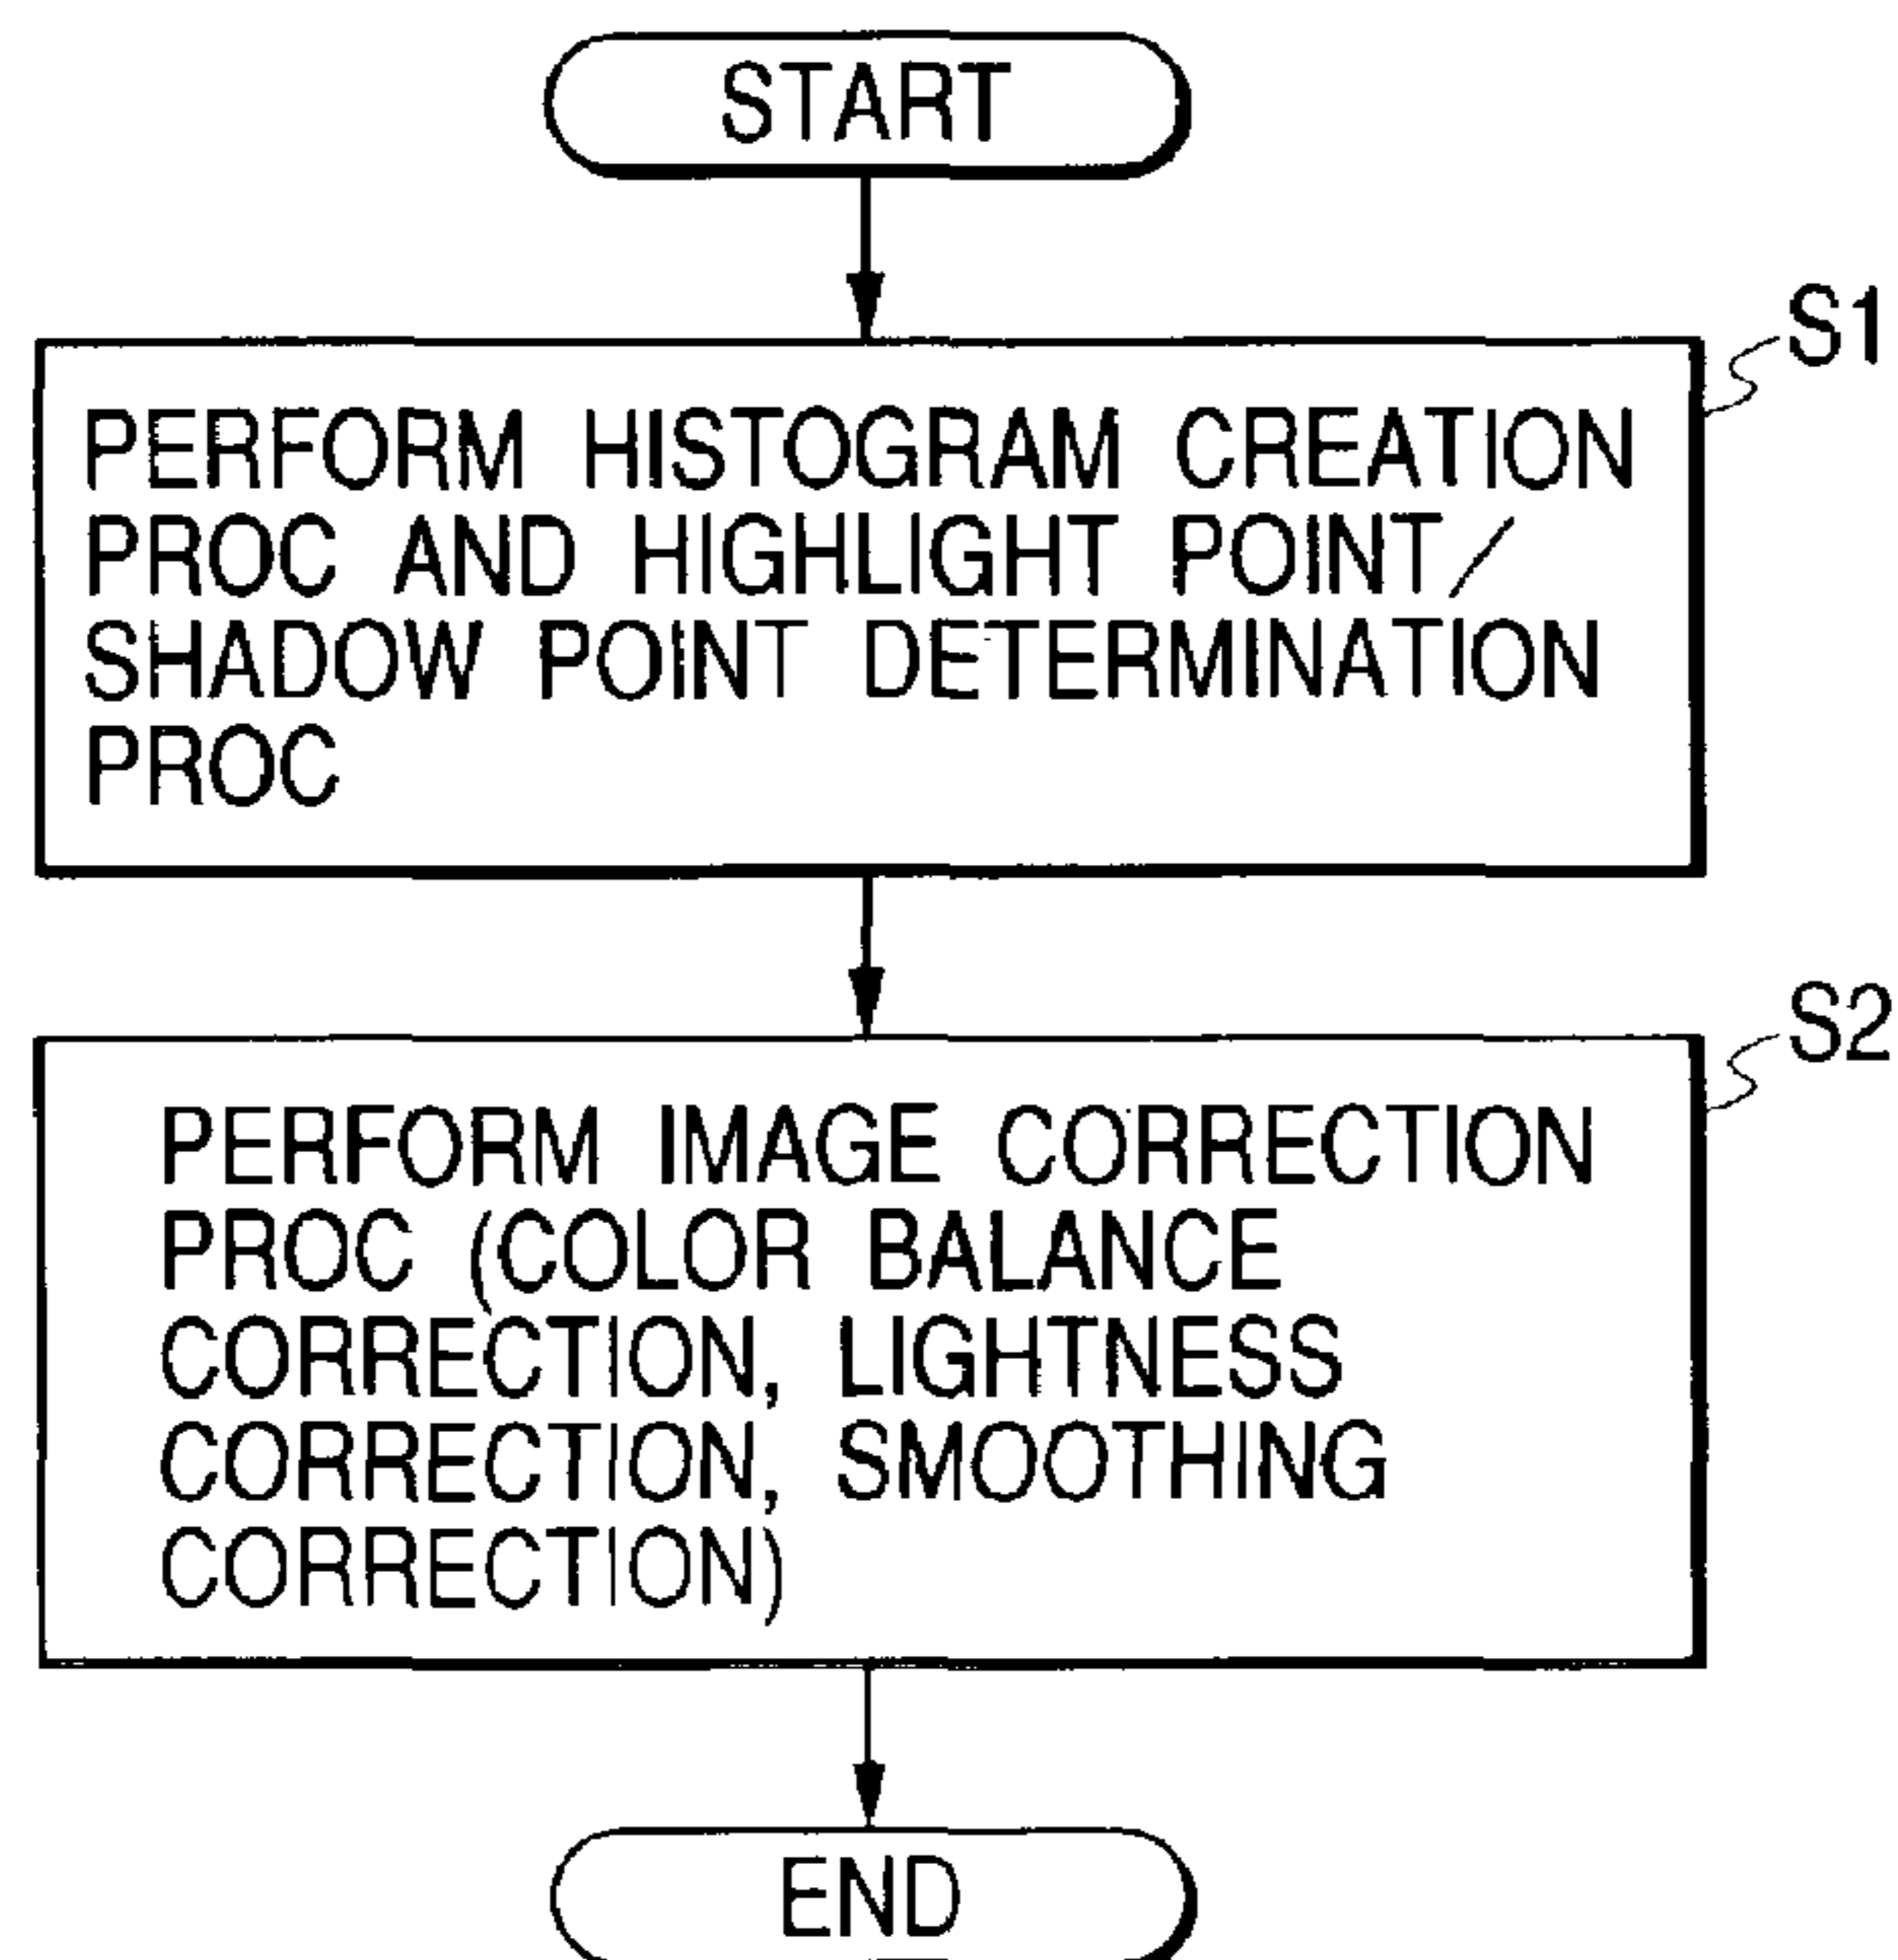 START
S1
PERFORM HISTOGRAM CREATION
PROC AND HIGHLIGHT POINT/
SHADOW POINT DETERMINATION
PROC
S2
PERFORM IMAGE CORRECTION
PROC (COLOR BALANCE
CORRECTION, LIGHTNESS
CORRECTION, SMOOTHING
CORRECTION)
END